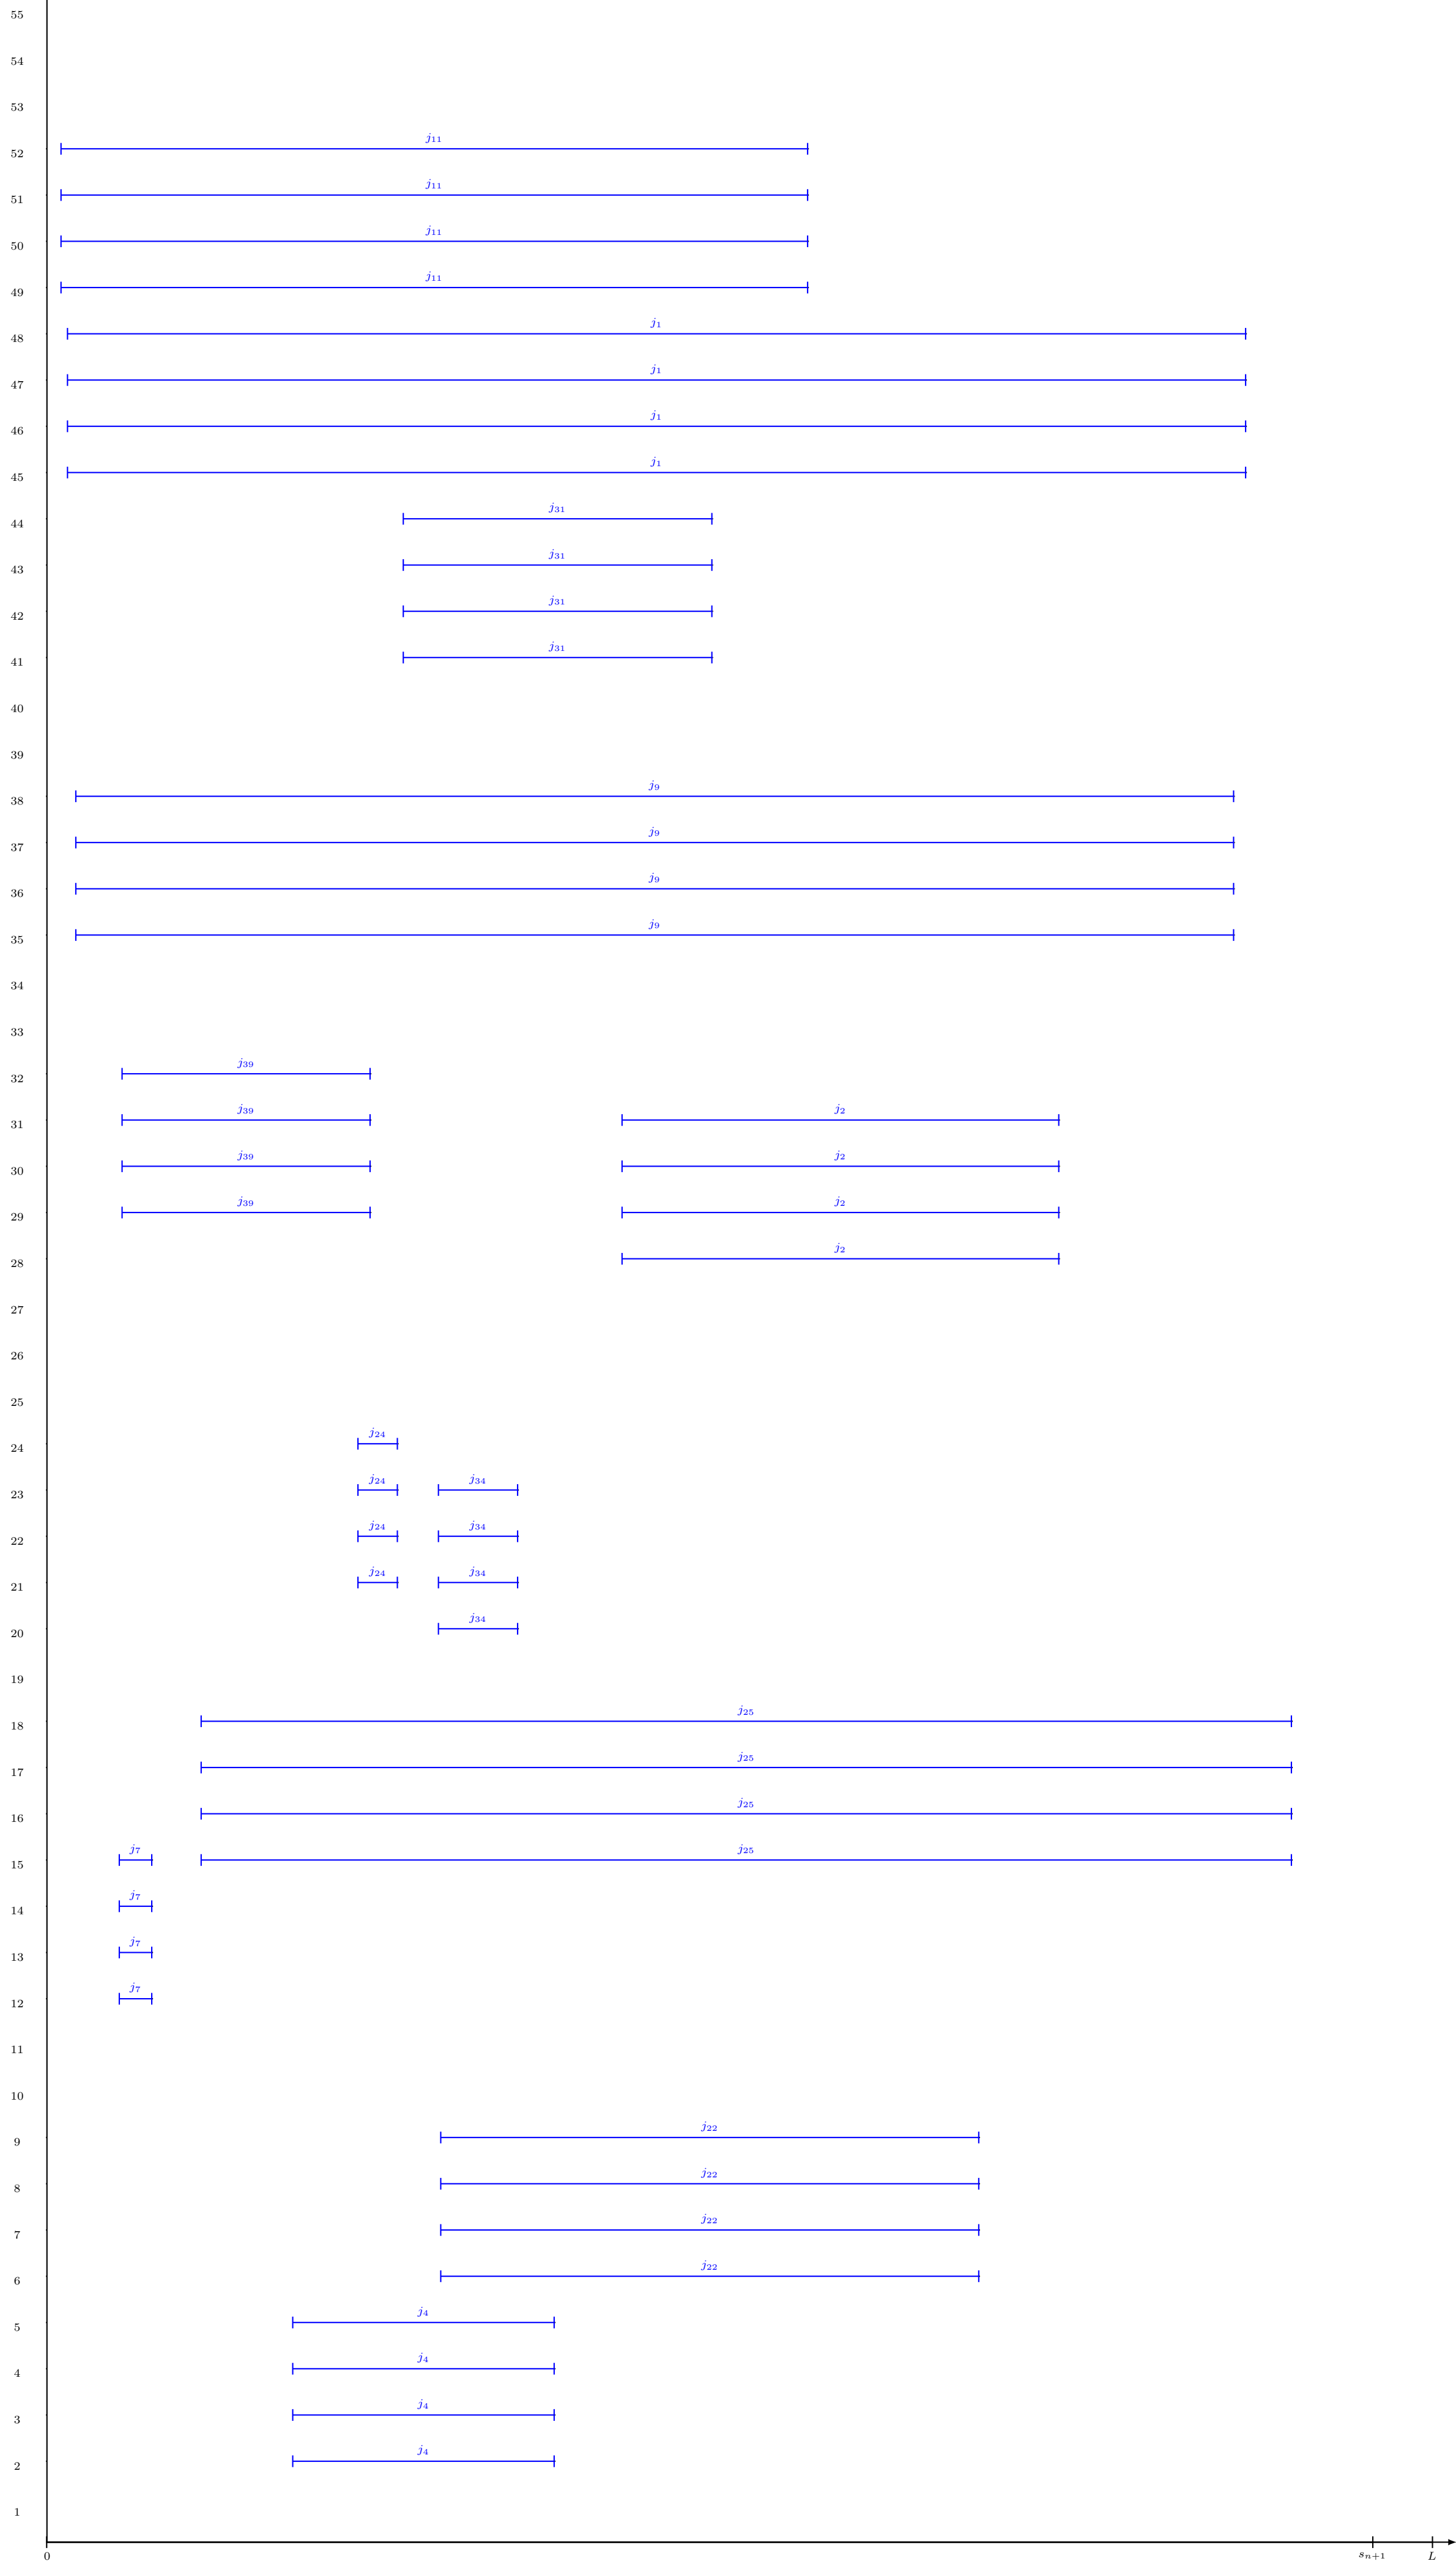 55
54
53
j₁₁
52
j₁₁
51
j₁₁
50
j₁₁
49
j₁
48
j₁
47
j₁
46
j₁
45
j₃₁
44
j₃₁
43
j₃₁
42
j₃₁
41
40
39
j₉
38
j₉
37
j₉
36
j₉
35
34
33
j₃₉
32
j₃₉ j₂
31
j₃₉ j₂
30
j₃₉ j₂
29
j₂
28
27
26
25
j₂₄
24
j₂₄ j₃₄
23
j₂₄ j₃₄
22
j₂₄ j₃₄
21
j₃₄
20
19
j₂₅
18
j₂₅
17
j₂₅
16
j₇ j₂₅
15
j₇
14
j₇
13
j₇
12
11
10
j₂₂
9
j₂₂
8
j₂₂
7
j₂₂
6
j₄
5
j₄
4
j₄
3
j₄
2
1
0 sₙ₊₁ L